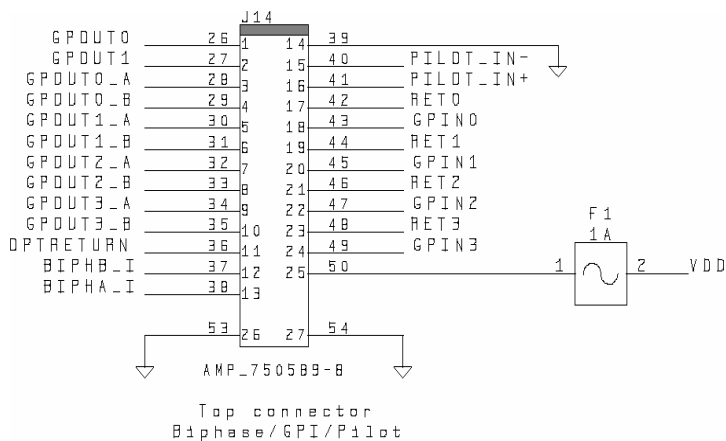 J14
GPOUT0 26 1 14 39
GPOUT1 27 2 15 40 PILOT_IN-
GPOUT0_A 28 3 16 41 PILOT_IN+
GPOUT0_B 29 4 17 42 RET0
GPOUT1_A 30 5 18 43 GPIN0
GPOUT1_B 31 6 19 44 RET1
GPOUT2_A 32 7 20 45 GPIN1
GPOUT2_B 33 8 21 46 RET2
GPOUT3_A 34 9 22 47 GPIN2
GPOUT3_B 35 10 23 48 RET3
OPTRETURN 36 11 24 49 GPIN3
BIPHB_I 37 12 25 50
BIPHA_I 38 13
F1
1A
1 2 VDD
53 26 27 54
AMP_750589-8
Top connector
Biphase/GPI/Pilot